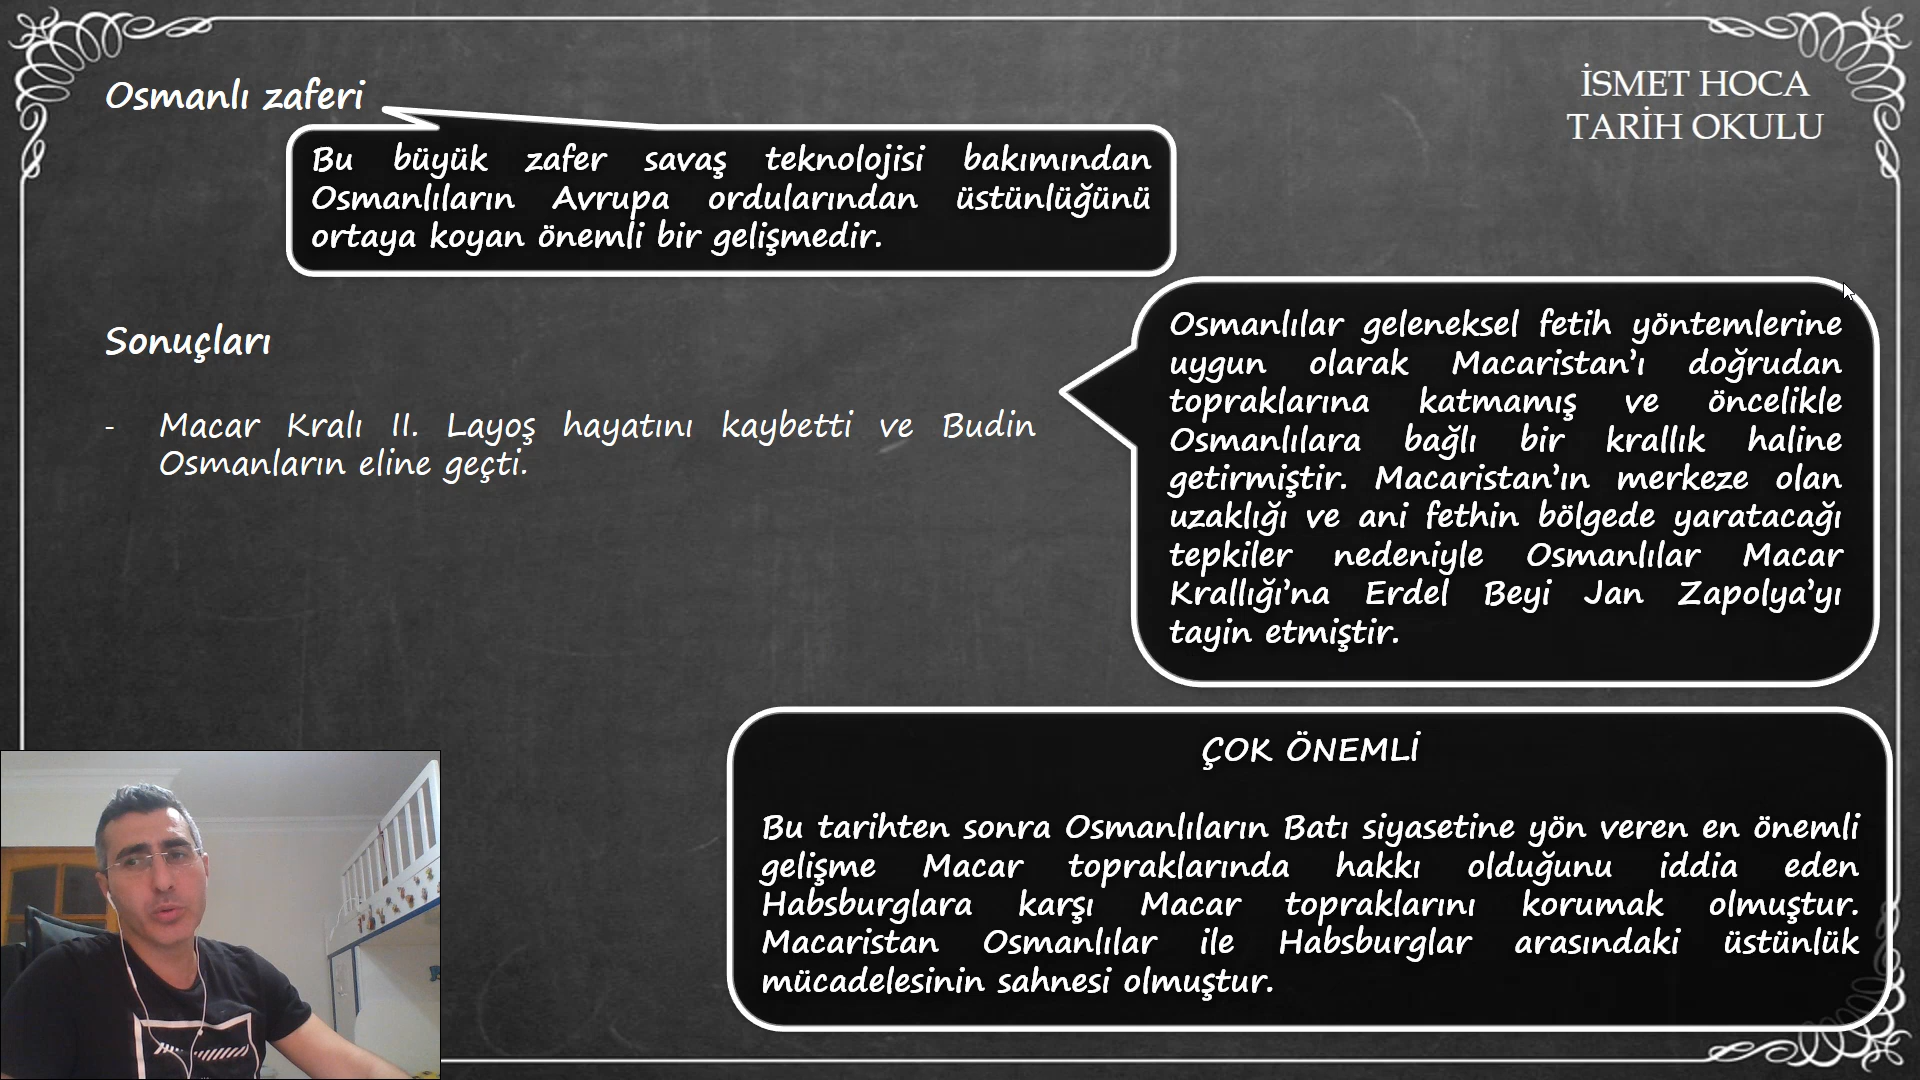 Osmanlı zaferi
İSMET HOCA
TARİH OKULU
Bu büyük zafer savaş teknolojisi bakımından
Osmanlıların Avrupa ordularından üstünlüğünü
ortaya koyan önemli bir gelişmedir.
Sonuçları
- Macar Kralı II. Layoş hayatını kaybetti ve Budin
Osmanların eline geçti.
Osmanlılar geleneksel fetih yöntemlerine
uygun olarak Macaristan'ı doğrudan
topraklarına katmamış ve öncelikle
Osmanlılara bağlı bir krallık haline
getirmiştir. Macaristan'ın merkeze olan
uzaklığı ve ani fethin bölgede yaratacağı
tepkiler nedeniyle Osmanlılar Macar
Krallığı'na Erdel Beyi Jan Zapolya'yı
tayin etmiştir.
ÇOK ÖNEMLİ
Bu tarihten sonra Osmanlıların Batı siyasetine yön veren en önemli
gelişme Macar topraklarında hakkı olduğunu iddia eden
Habsburglara karşı Macar topraklarını korumak olmuştur.
Macaristan Osmanlılar ile Habsburglar arasındaki üstünlük
mücadelesinin sahnesi olmuştur.